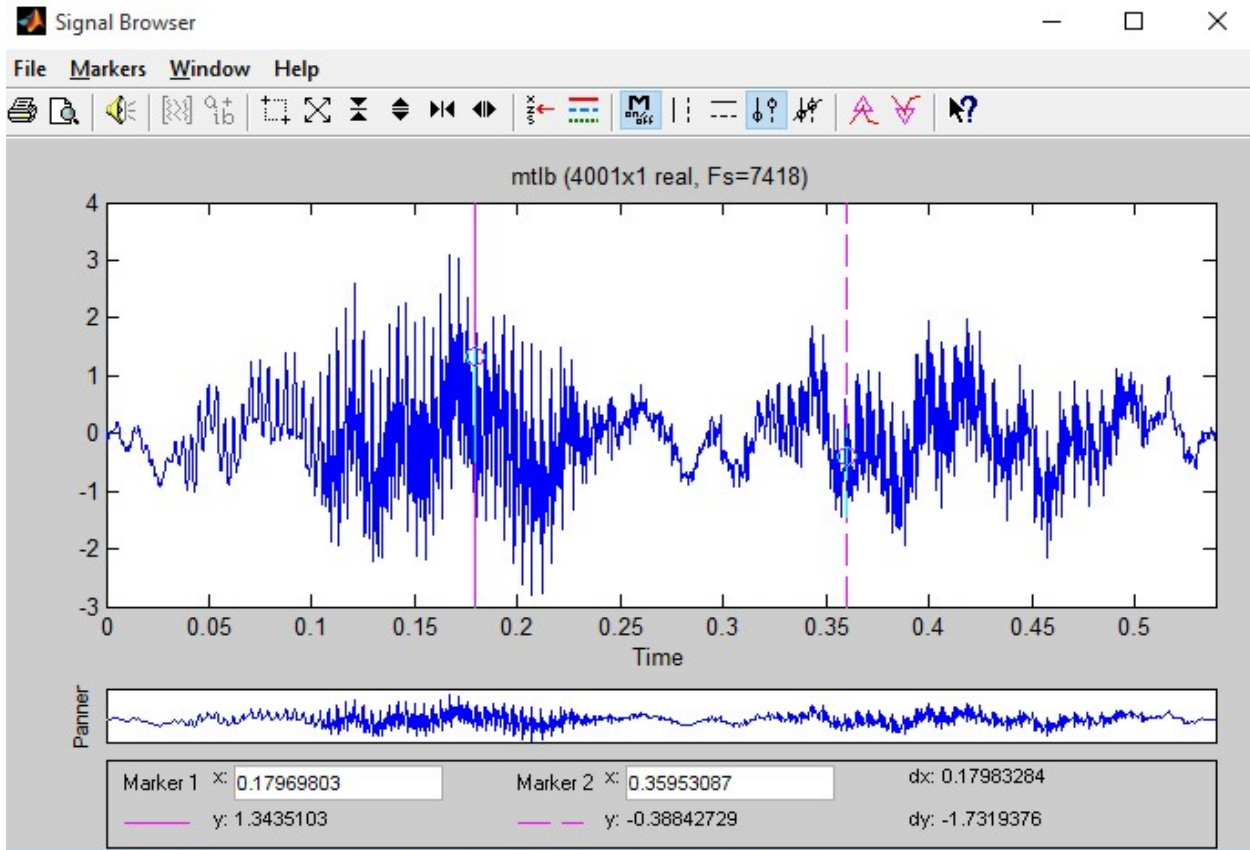 Signal Browser
File Markers Window Help
M
on/off
mtlb (4001x1 real, Fs=7418)
4
3
2
1
0
-1
-2
-3
0 0.05 0.1 0.15 0.2 0.25 0.3 0.35 0.4 0.45 0.5
Time
Panner
Marker 1 x: 0.17969803 Marker 2 x: 0.35953087 dx: 0.17983284
y: 1.3435103 y: -0.38842729 dy: -1.7319376